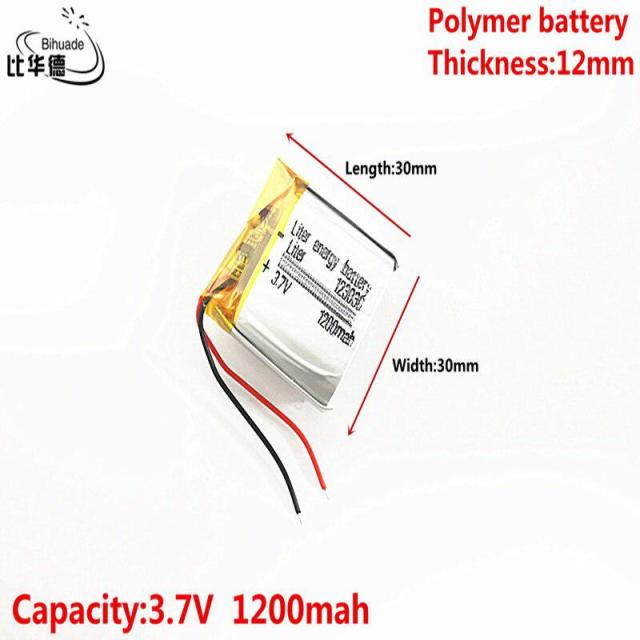 Bihuade
比华德
Polymer battery
Thickness:12mm
Length:30mm
Liter energy battery
Liter 123030
+ 3.7V -
1200mah
Width:30mm
Capacity:3.7V 1200mah